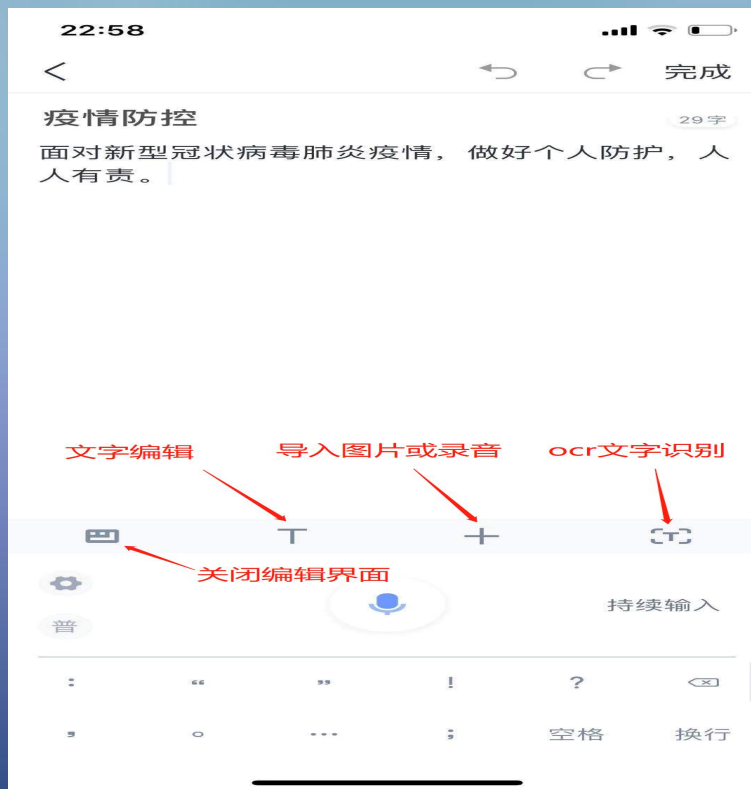 22:58
完成
疫情防控
29字
面对新型冠状病毒肺炎疫情，做好个人防护，人
人有责。
文字编辑 导入图片或录音 ocr文字识别
T
关闭编辑界面
持续输入
普
: “ ” ! ? 
, 。 … ; 空格 换行